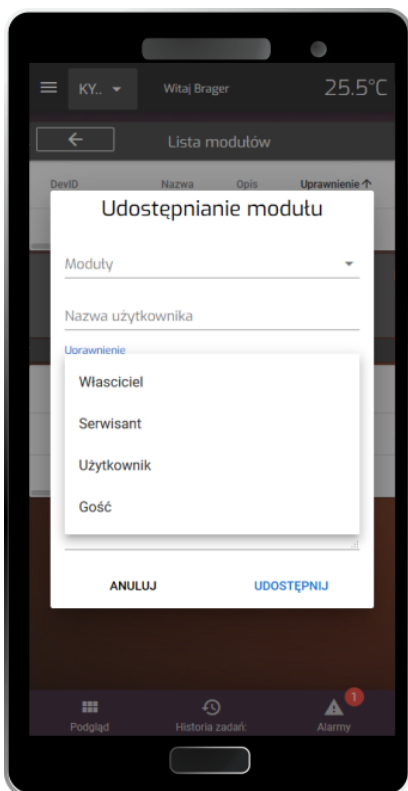 KY..
Witaj Brager
25.5°C
Lista modułów
DevID Nazwa Opis Uprawnienie
Udostępnianie modułu
Moduły
Nazwa użytkownika
Uprawnienie
Własciciel
Serwisant
Użytkownik
Gość
ANULUJ UDOSTĘPNIJ
1
Podgląd Historia zadań: Alarmy